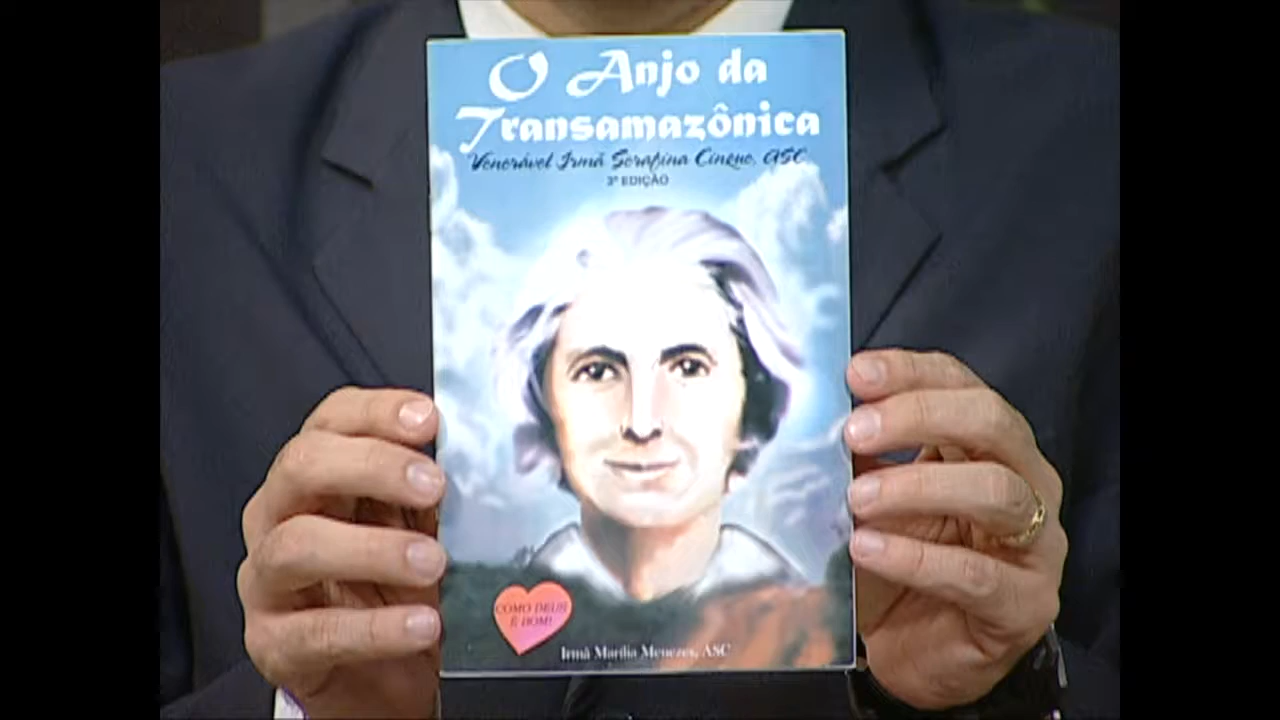 O Anjo da
Transamazônica
Venerável Irmã Serafina Cinque, ASC
3ª EDIÇÃO
COMO DEUS
É BOM!
Irmã Marília Menezes, ASC